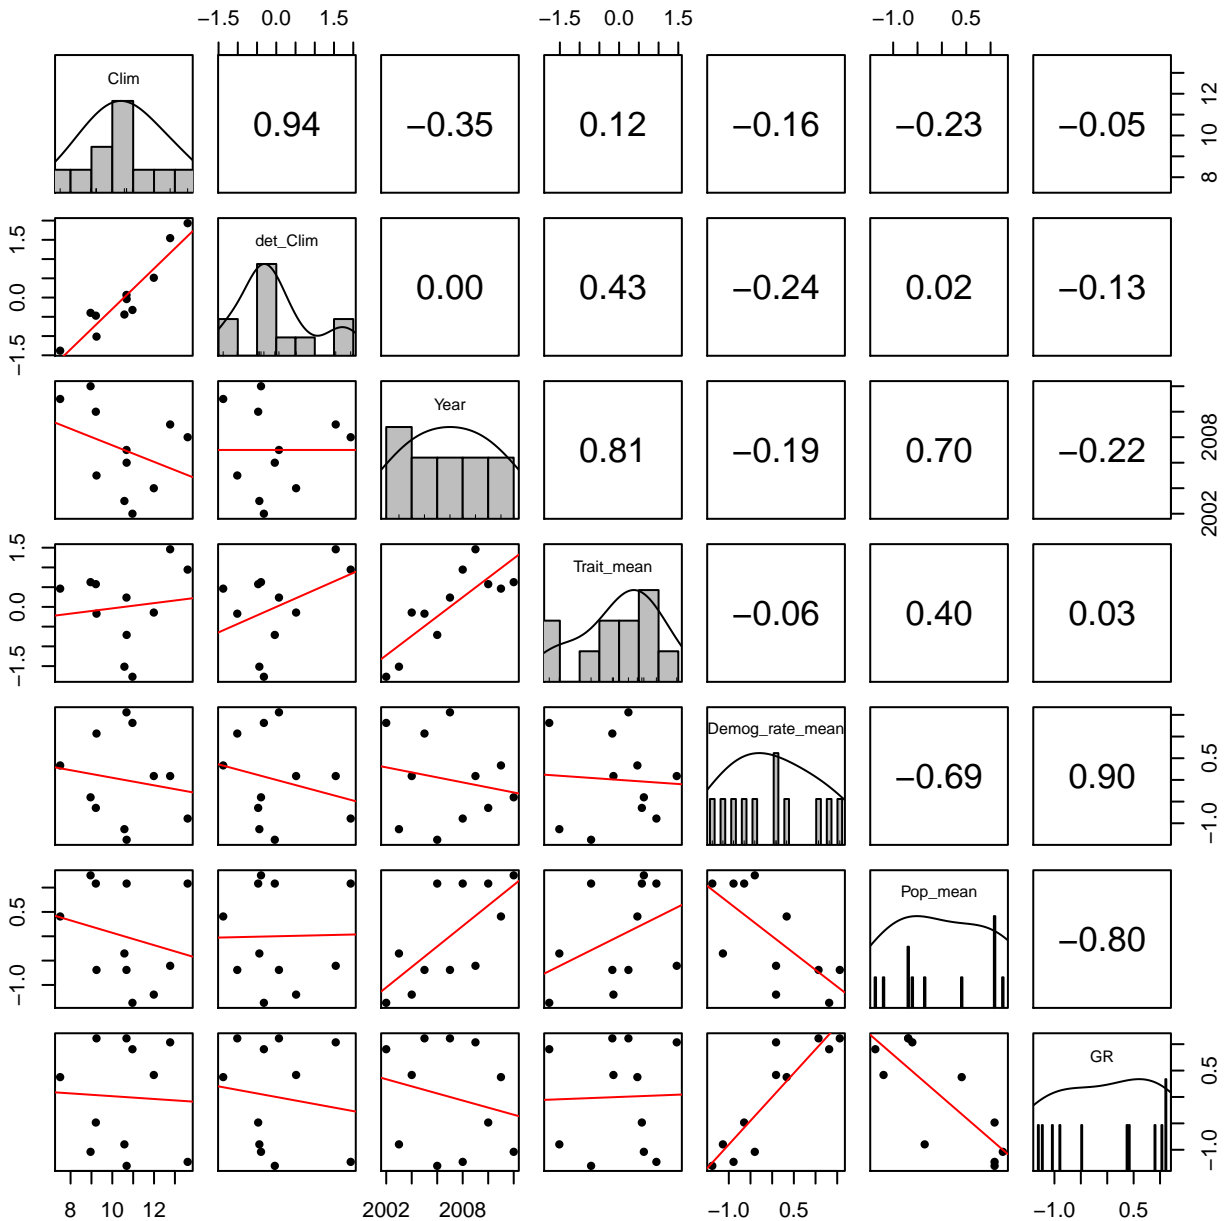 −1.5 0.0 1.5 −1.5 0.0 1.5 −1.0 0.5
Clim 0.94 −0.35 0.12 −0.16 −0.23 −0.05 8 10 12
−1.5 0.0 1.5 det_Clim 0.00 0.43 −0.24 0.02 −0.13
Year 0.81 −0.19 0.70 −0.22 2002 2008
−1.5 0.0 1.5 Trait_mean −0.06 0.40 0.03
Demog_rate_mean −0.69 0.90 −1.0 0.5
−1.0 0.5 Pop_mean −0.80
GR −1.0 0.5
8 10 12 2002 2008 −1.0 0.5 −1.0 0.5